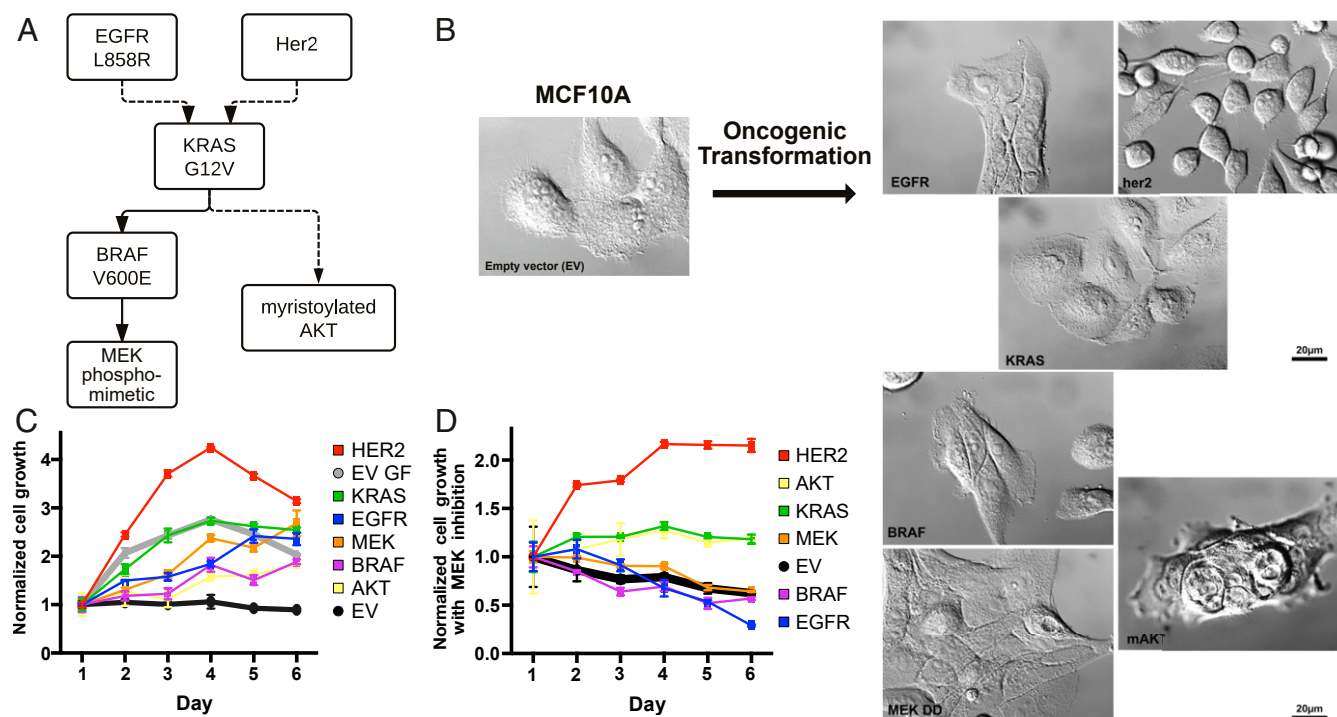 A
EGFR
L858R
Her2
KRAS
G12V
BRAF
V600E
myristoylated
AKT
MEK
phospho-
mimetic
B
MCF10A
Empty vector (EV)
Oncogenic
Transformation
EGFR
her2
KRAS
20µm
BRAF
mAKT
MEK DD
20µm
C
Normalized cell growth
4
3
2
1
0
1 2 3 4 5 6
Day
HER2
EV GF
KRAS
EGFR
MEK
BRAF
AKT
EV
D
Normalized cell growth
with MEK inhibition
2.0
1.5
1.0
0.5
0.0
1 2 3 4 5 6
Day
HER2
AKT
KRAS
MEK
EV
BRAF
EGFR